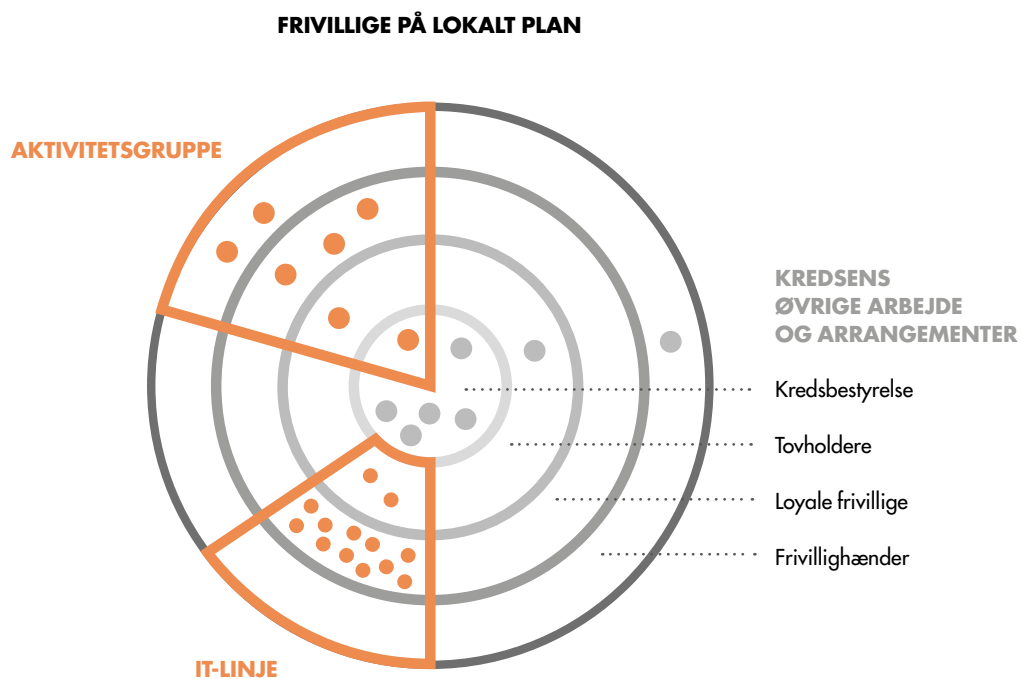 FRIVILLIGE PÅ LOKALT PLAN
AKTIVITETSGRUPPE
KREDSENS
ØVRIGE ARBEJDE
OG ARRANGEMENTER
Kredsbestyrelse
Tovholdere
Loyale frivillige
Frivillighænder
IT-LINJE